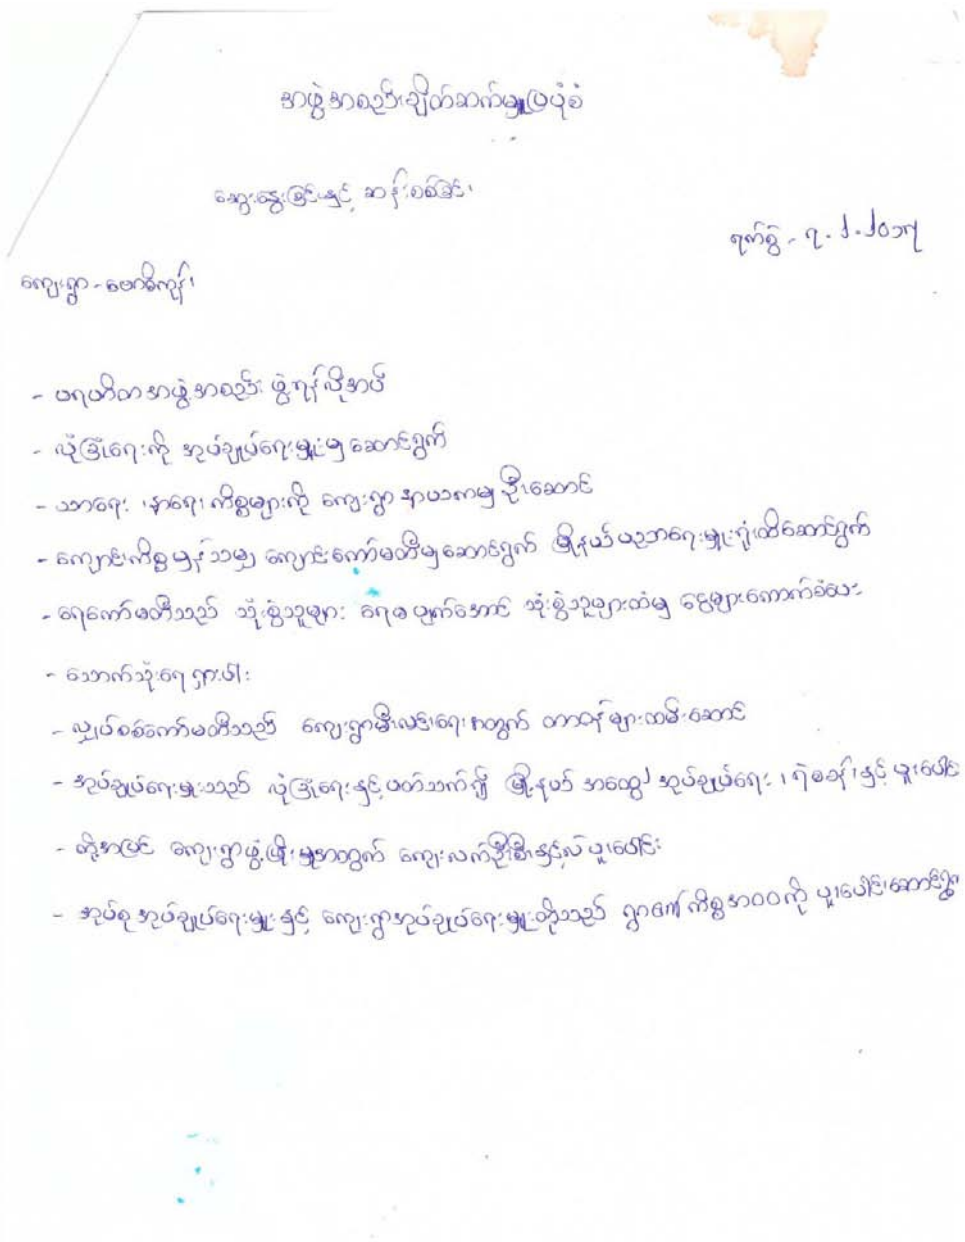 အဖွဲ့အစည်းချိတ်ဆက်မှုပြပုံစံ
ဆွေးနွေးခြင်းနှင့် ဆန်းစစ်ခြင်း
ရက်စွဲ - ၇.၂.၂၀၁၅
ကျေးရွာ - ဗောဓိကုန်း
- ပရဟိတအဖွဲ့အစည်း ဖွဲ့ရန်လိုအပ်
- လုံခြုံရေးကို အုပ်ချုပ်ရေးမှူးမှ ဆောင်ရွက်
- သာရေး ၊ နာရေး ကိစ္စများကို ကျေးရွာ နာယကမှ ဦးဆောင်
- ကျောင်းကိစ္စမှန်သမျှ ကျောင်းကော်မတီမှဆောင်ရွက် မြို့နယ်ပညာရေးမှူးရုံးထိဆောင်ရွက်
- ရေကော်မတီသည် သုံးစွဲသူများ ရေမပျက်အောင် သုံးစွဲသူများထံမှ ငွေများကောက်ခံပေး
- သောက်သုံးရေ ရှားပါး
- လျှပ်စစ်ကော်မတီသည် ကျေးရွာမီးလင်းရေးအတွက် တာဝန်များထမ်းဆောင်
- အုပ်ချုပ်ရေးမှူးသည် လုံခြုံရေးနှင့်ပတ်သက်၍ မြို့နယ် အထွေ/အုပ်ချုပ်ရေး ၊ ရဲစခန်းနှင့် ပူးပေါင်း
- ထို့အပြင် ကျေးရွာဖွံ့ဖြိုးမှုအတွက် ကျေးလက်ဦးစီးနှင့်လဲ ပူးပေါင်း
- အုပ်စုအုပ်ချုပ်ရေးမှူးနှင့် ကျေးရွာအုပ်ချုပ်ရေးမှူးတို့သည် ရွာ၏ ကိစ္စအဝဝကို ပူးပေါင်းဆောင်ရွက်